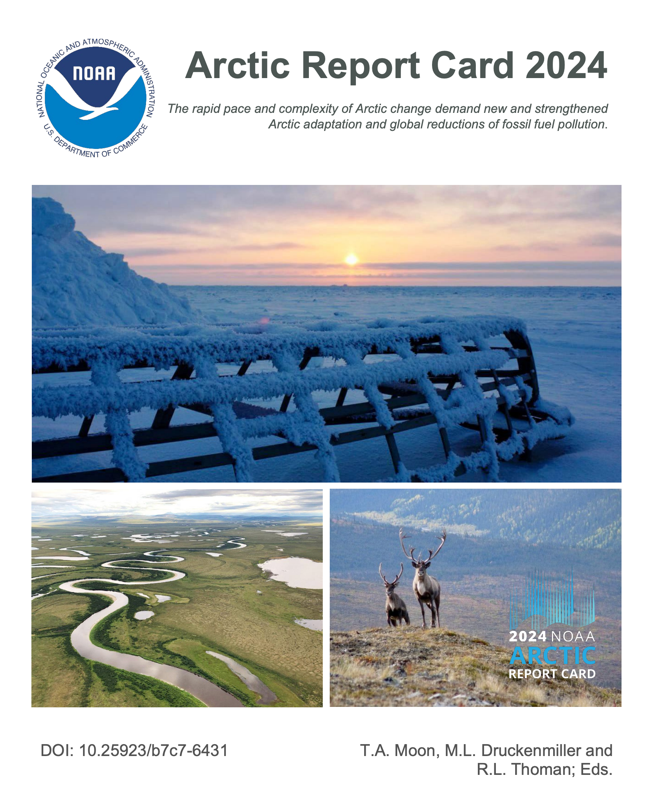 NATIONAL OCEANIC AND ATMOSPHERIC ADMINISTRATION
U.S. DEPARTMENT OF COMMERCE
NOAA
Arctic Report Card 2024
The rapid pace and complexity of Arctic change demand new and strengthened
Arctic adaptation and global reductions of fossil fuel pollution.
2024 NOAA
ARCTIC
REPORT CARD
DOI: 10.25923/b7c7-6431
T.A. Moon, M.L. Druckenmiller and
R.L. Thoman; Eds.